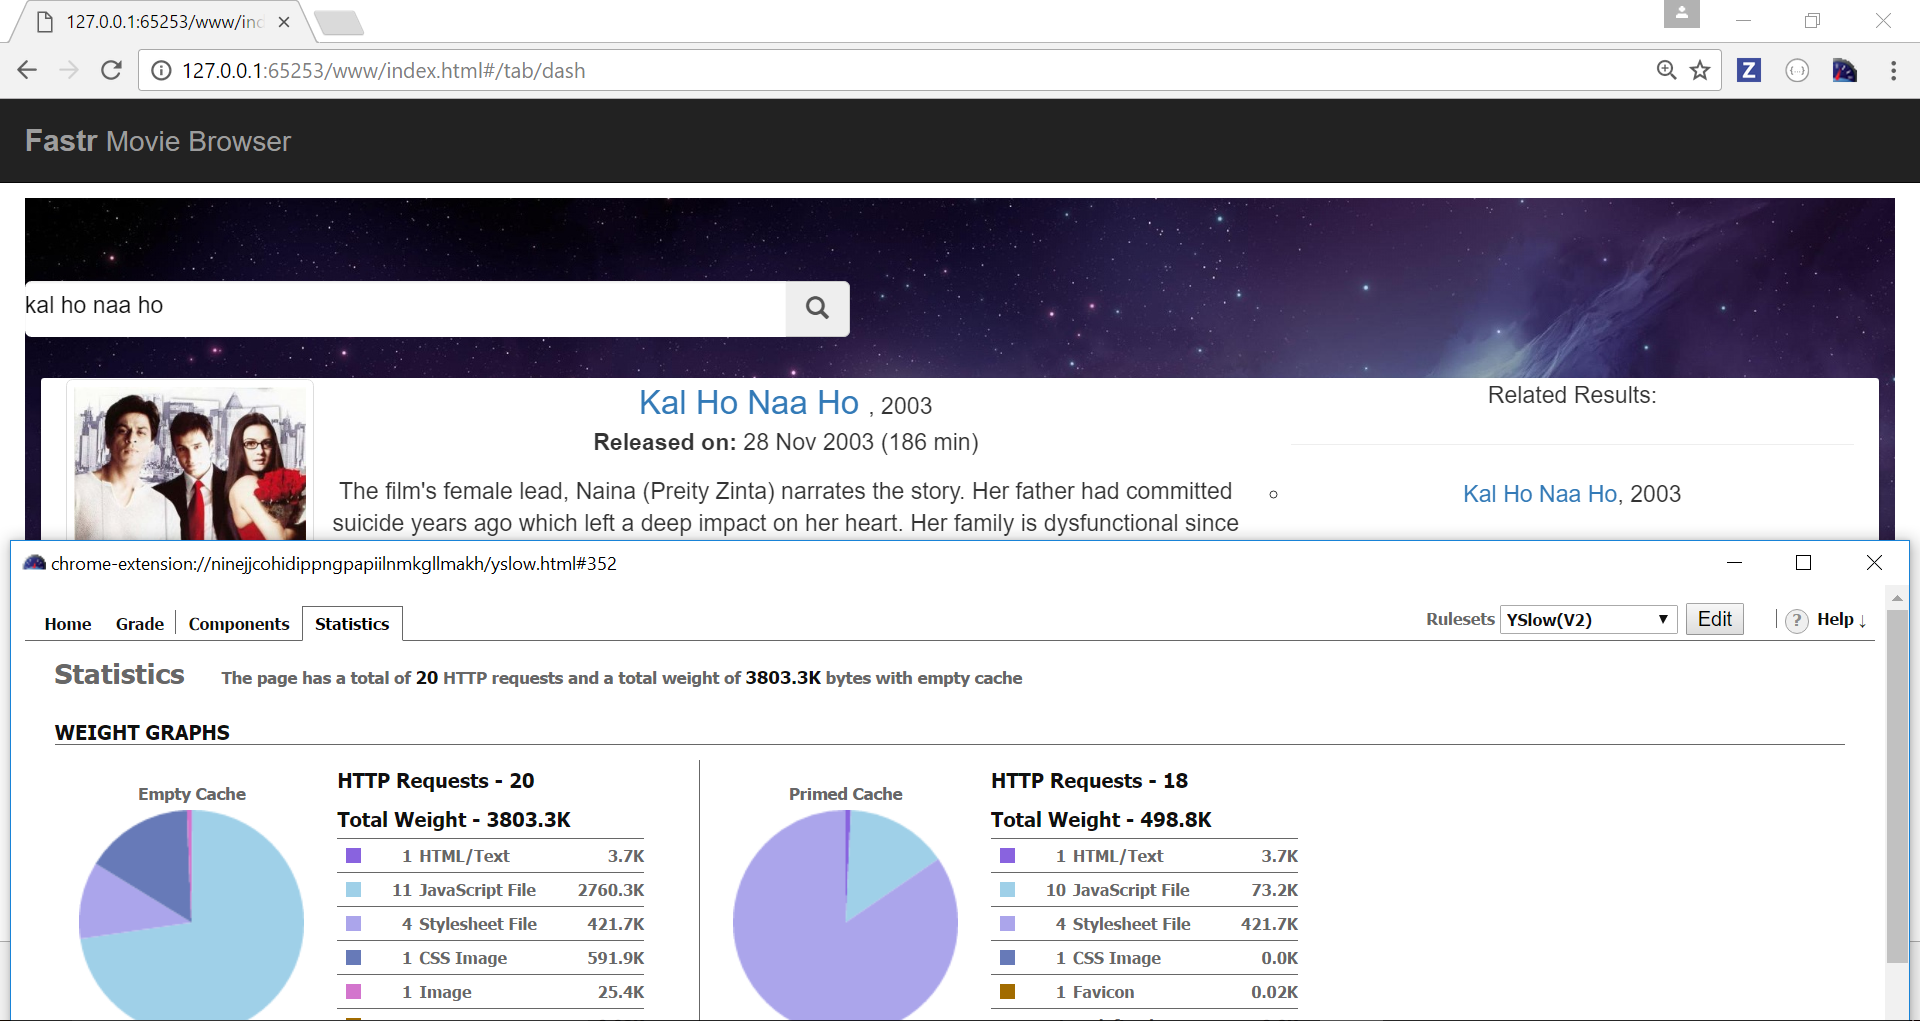 127.0.0.1:65253/www/inc
127.0.0.1:65253/www/index.html#/tab/dash
Z
{...}
Fastr Movie Browser
kal ho naa ho
Kal Ho Naa Ho , 2003
Released on: 28 Nov 2003 (186 min)
The film's female lead, Naina (Preity Zinta) narrates the story. Her father had committed
suicide years ago which left a deep impact on her heart. Her family is dysfunctional since
Related Results:
Kal Ho Naa Ho, 2003
chrome-extension://ninejjcohidippngpapiilnmkgllmakh/yslow.html#352
Home Grade Components Statistics
Rulesets YSlow(V2) Edit ? Help ↓
Statistics The page has a total of 20 HTTP requests and a total weight of 3803.3K bytes with empty cache
WEIGHT GRAPHS
Empty Cache
HTTP Requests - 20
Total Weight - 3803.3K
1 HTML/Text 3.7K
11 JavaScript File 2760.3K
4 Stylesheet File 421.7K
1 CSS Image 591.9K
1 Image 25.4K
Primed Cache
HTTP Requests - 18
Total Weight - 498.8K
1 HTML/Text 3.7K
10 JavaScript File 73.2K
4 Stylesheet File 421.7K
1 CSS Image 0.0K
1 Favicon 0.02K